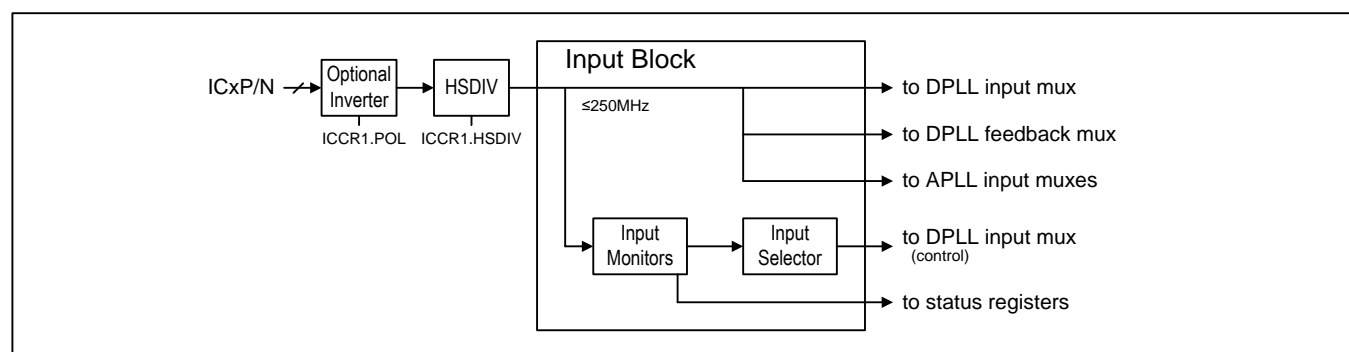 Input Block
ICxP/N
Optional
Inverter
HSDIV
ICCR1.POL
ICCR1.HSDIV
≤250MHz
to DPLL input mux
to DPLL feedback mux
to APLL input muxes
Input
Monitors
Input
Selector
to DPLL input mux
(control)
to status registers